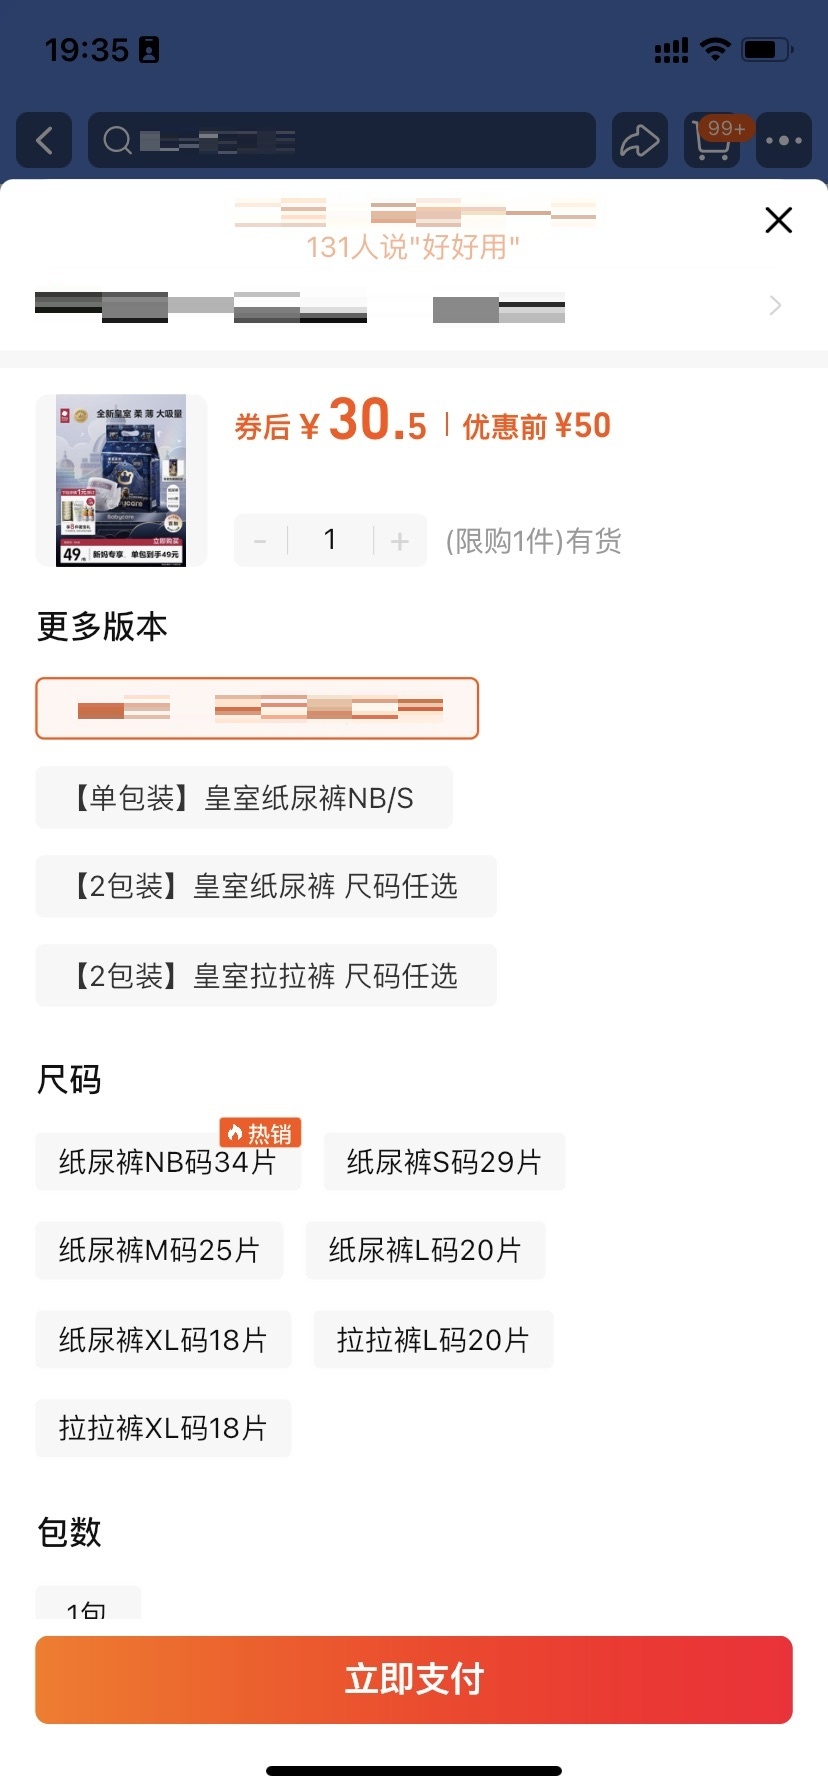 19:35
99+
131人说"好好用"
全新皇室 柔 薄 大吸量
babycare
立即购买
49
新妈专享 单包到手49元
券后 ¥30.5 优惠前 ¥50
- 1 + (限购1件)有货
更多版本
【单包装】皇室纸尿裤NB/S
【2包装】皇室纸尿裤 尺码任选
【2包装】皇室拉拉裤 尺码任选
尺码
热销
纸尿裤NB码34片 纸尿裤S码29片
纸尿裤M码25片 纸尿裤L码20片
纸尿裤XL码18片 拉拉裤L码20片
拉拉裤XL码18片
包数
1包
立即支付